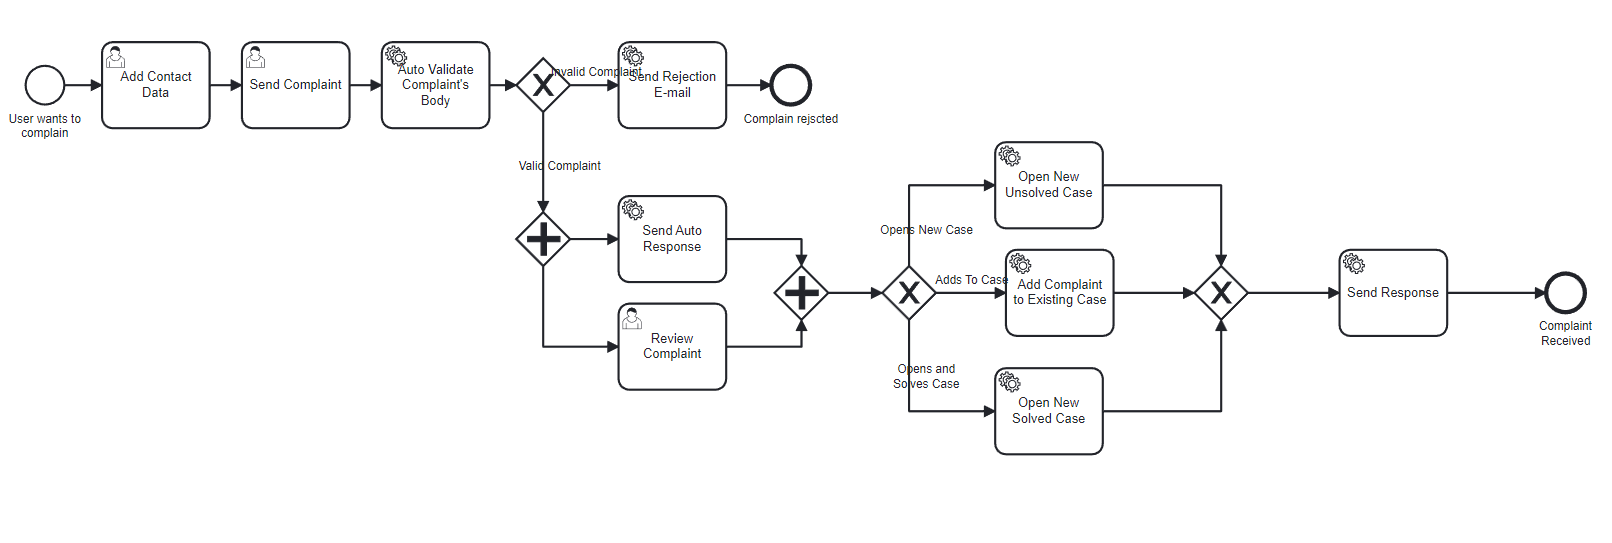 User wants to
complain
Add Contact
Data
Send Complaint
Auto Validate
Complaint's
Body
Invalid Complaint
Send Rejection
E-mail
Complain rejscted
Valid Complaint
Send Auto
Response
Review
Complaint
Opens New Case
Adds To Case
Opens and
Solves Case
Open New
Unsolved Case
Add Complaint
to Existing Case
Open New
Solved Case
Send Response
Complaint
Received